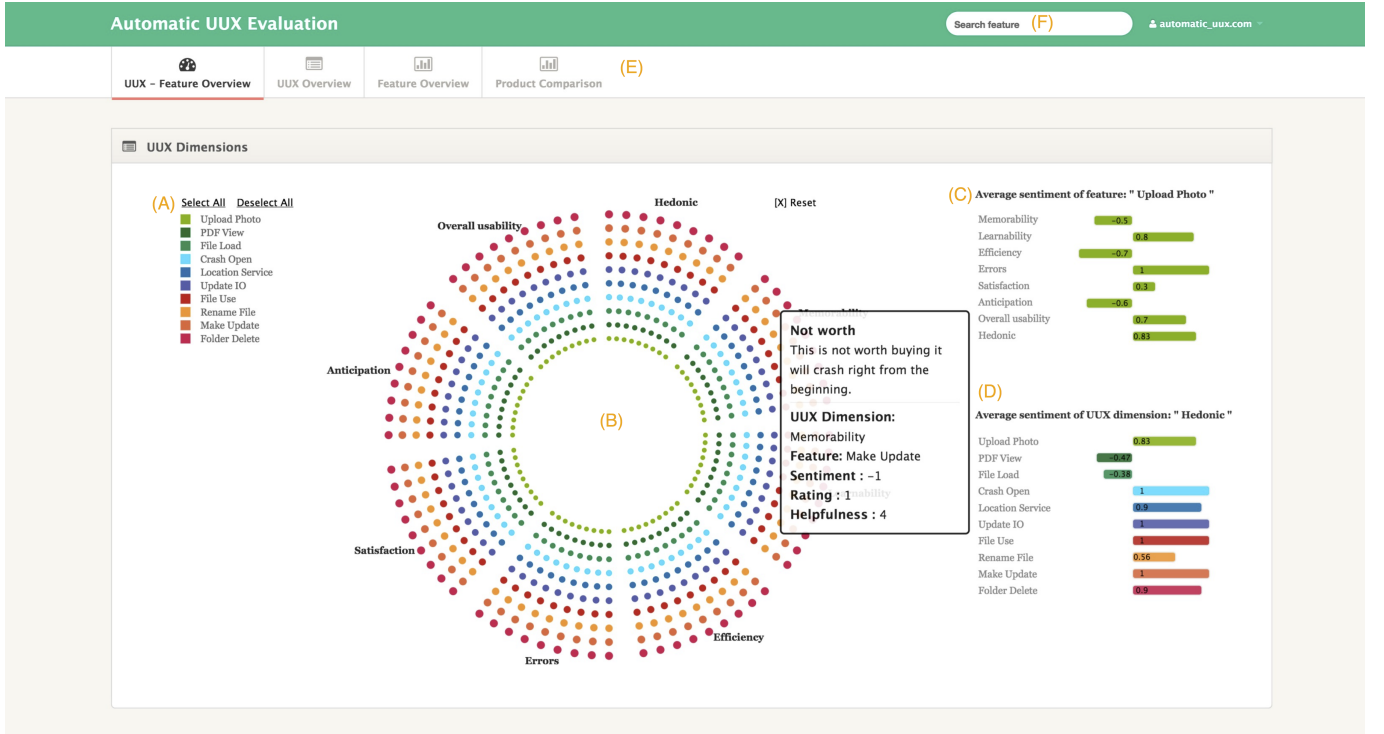 Automatic UUX Evaluation
Search feature (F)
automatic_uux.com
UUX – Feature Overview
UUX Overview
Feature Overview
Product Comparison
(E)
UUX Dimensions
(A) Select All Deselect All
Upload Photo
PDF View
File Load
Crash Open
Location Service
Update IO
File Use
Rename File
Make Update
Folder Delete
[X] Reset
Hedonic
Overall usability
Anticipation
Satisfaction
Errors
Efficiency
Learnability
Memorability
(B)
Not worth
This is not worth buying it
will crash right from the
beginning.
UUX Dimension:
Memorability
Feature: Make Update
Sentiment : −1
Rating : 1
Helpfulness : 4
(C) Average sentiment of feature: " Upload Photo "
Memorability −0.5
Learnability 0.8
Efficiency −0.7
Errors 1
Satisfaction 0.3
Anticipation −0.6
Overall usability 0.7
Hedonic 0.83
(D)
Average sentiment of UUX dimension: " Hedonic "
Upload Photo 0.83
PDF View −0.47
File Load −0.38
Crash Open 1
Location Service 0.9
Update IO 1
File Use 1
Rename File 0.56
Make Update 1
Folder Delete 0.9